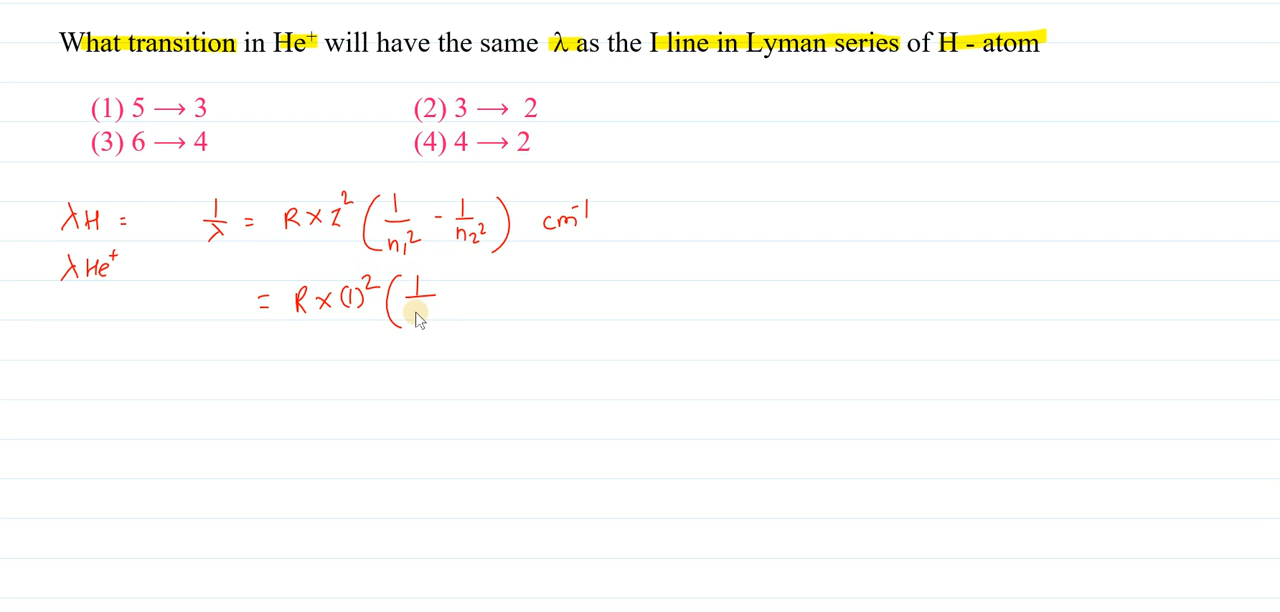 What transition in He⁺ will have the same λ as the I line in Lyman series of H - atom
(1) 5 → 3 (2) 3 → 2
(3) 6 → 4 (4) 4 → 2
λH = 1/λ = R × Z² ( 1/n₁² - 1/n₂² ) cm⁻¹
λHe⁺
= R × (1)² ( 1/